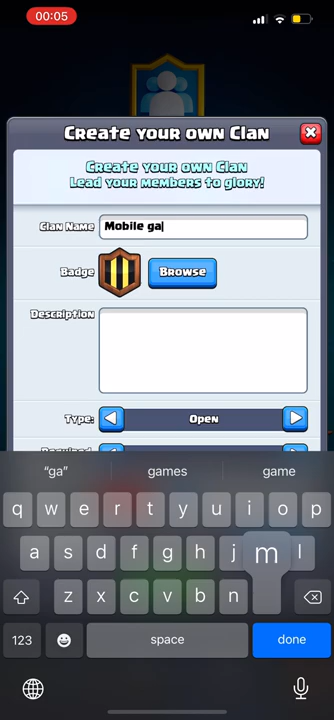 00:05
Create your own Clan
Create your own Clan
Lead your members to glory!
Clan Name Mobile ga
Badge Browse
Description
Type: Open
Required
"ga" games game
q w e r t y u i o p
a s d f g h j m l
z x c v b n
123 space done